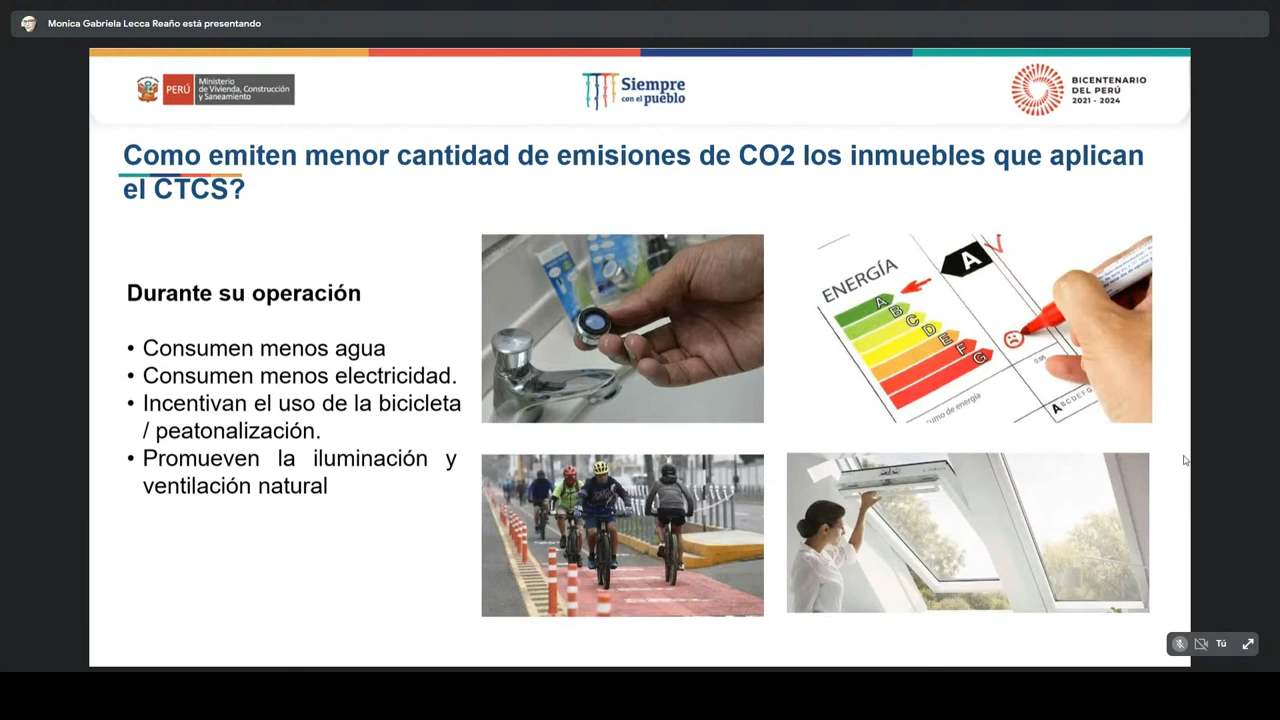 Monica Gabriela Lecca Reaño está presentando
PERÚ
Ministerio
de Vivienda, Construcción
y Saneamiento
Siempre
con el pueblo
BICENTENARIO
DEL PERÚ
2021 - 2024
Como emiten menor cantidad de emisiones de CO2 los inmuebles que aplican
el CTCS?
Durante su operación
• Consumen menos agua
• Consumen menos electricidad.
• Incentivan el uso de la bicicleta
/ peatonalización.
• Promueven la iluminación y
ventilación natural
ENERGÍA
A
A
B
C
D
E
F
G
umo de energía
A B C D E F G
Tú